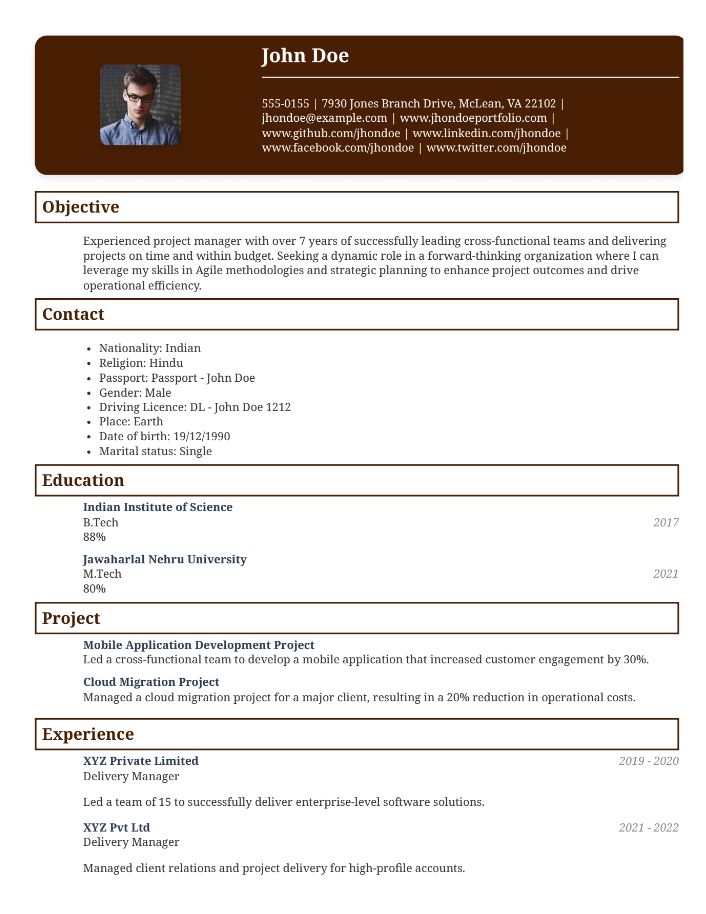 John Doe
555-0155 | 7930 Jones Branch Drive, McLean, VA 22102 |
jhondoe@example.com | www.jhondoeportfolio.com |
www.github.com/jhondoe | www.linkedin.com/jhondoe |
www.facebook.com/jhondoe | www.twitter.com/jhondoe
Objective
Experienced project manager with over 7 years of successfully leading cross-functional teams and delivering
projects on time and within budget. Seeking a dynamic role in a forward-thinking organization where I can
leverage my skills in Agile methodologies and strategic planning to enhance project outcomes and drive
operational efficiency.
Contact
• Nationality: Indian
• Religion: Hindu
• Passport: Passport - John Doe
• Gender: Male
• Driving Licence: DL - John Doe 1212
• Place: Earth
• Date of birth: 19/12/1990
• Marital status: Single
Education
Indian Institute of Science
B.Tech 2017
88%
Jawaharlal Nehru University
M.Tech 2021
80%
Project
Mobile Application Development Project
Led a cross-functional team to develop a mobile application that increased customer engagement by 30%.
Cloud Migration Project
Managed a cloud migration project for a major client, resulting in a 20% reduction in operational costs.
Experience
XYZ Private Limited 2019 - 2020
Delivery Manager
Led a team of 15 to successfully deliver enterprise-level software solutions.
XYZ Pvt Ltd 2021 - 2022
Delivery Manager
Managed client relations and project delivery for high-profile accounts.